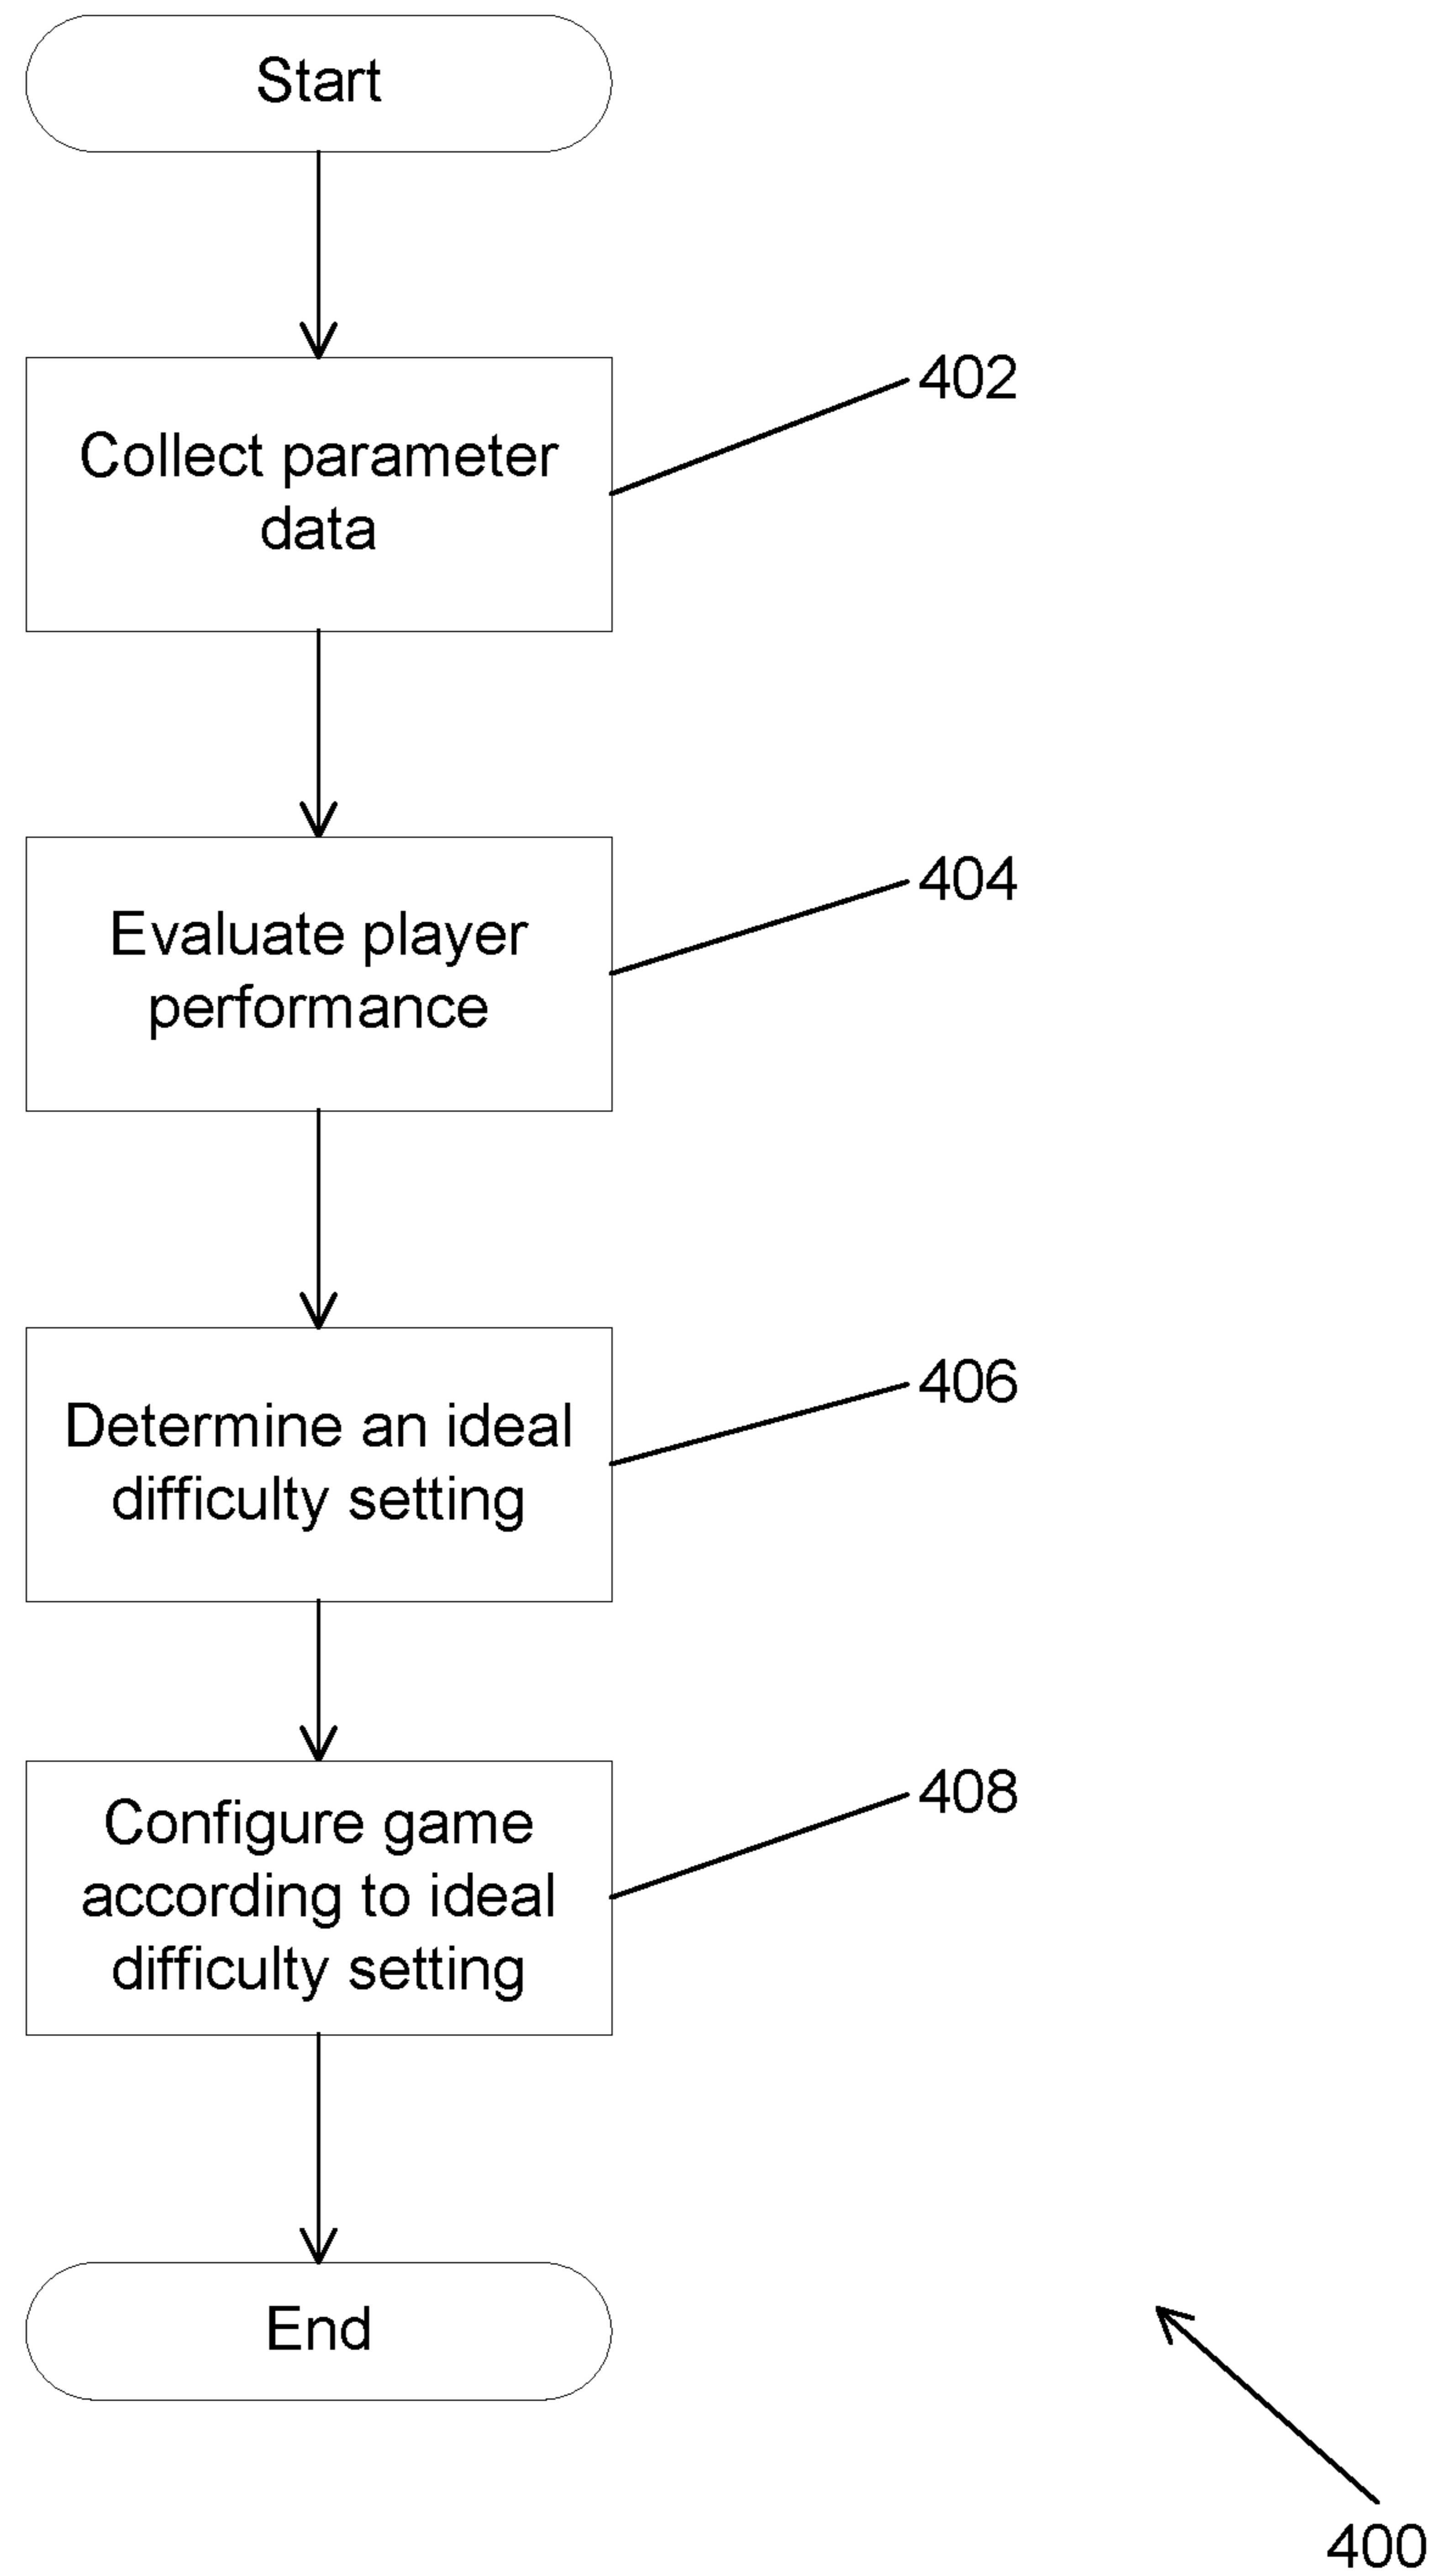 Start
402
Collect parameter
data
404
Evaluate player
performance
406
Determine an ideal
difficulty setting
408
Configure game
according to ideal
difficulty setting
End
400